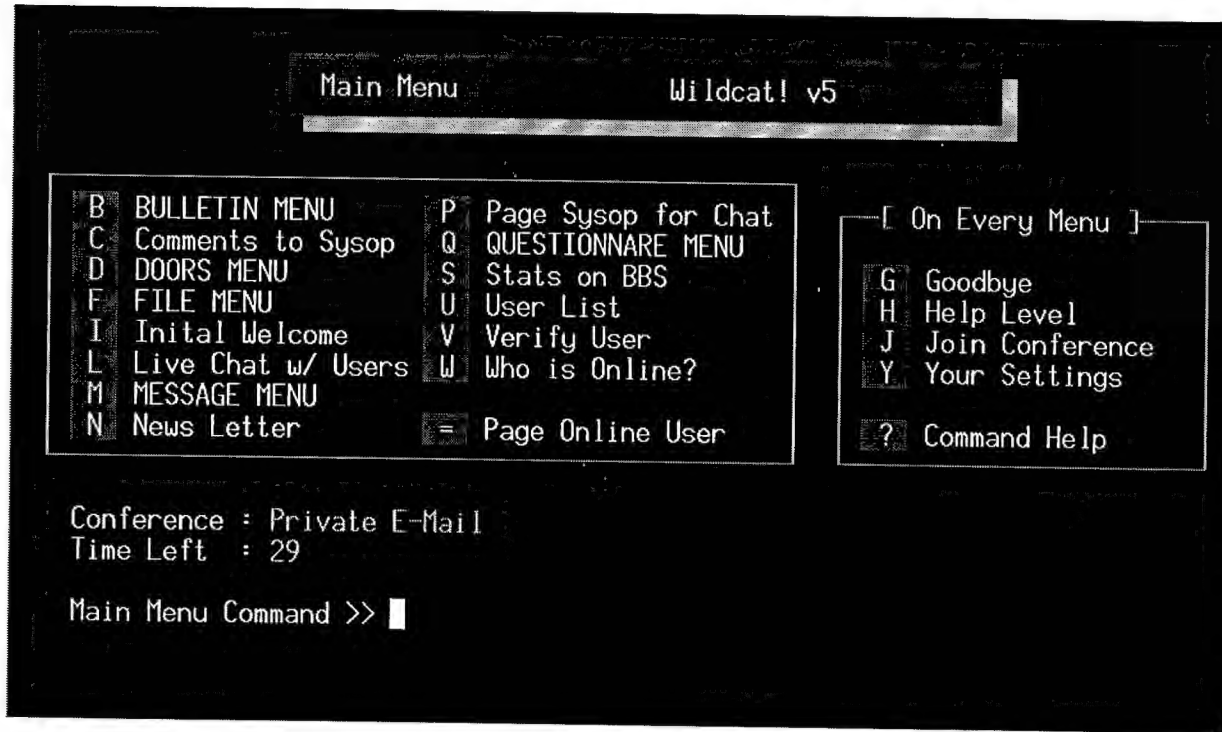 Main Menu Wildcat! v5
B BULLETIN MENU P Page Sysop for Chat
C Comments to Sysop Q QUESTIONNARE MENU
D DOORS MENU S Stats on BBS
F FILE MENU U User List
I Inital Welcome V Verify User
L Live Chat w/ Users W Who is Online?
M MESSAGE MENU
N News Letter = Page Online User
[ On Every Menu ]
G Goodbye
H Help Level
J Join Conference
Y Your Settings
? Command Help
Conference : Private E-Mail
Time Left : 29
Main Menu Command >>